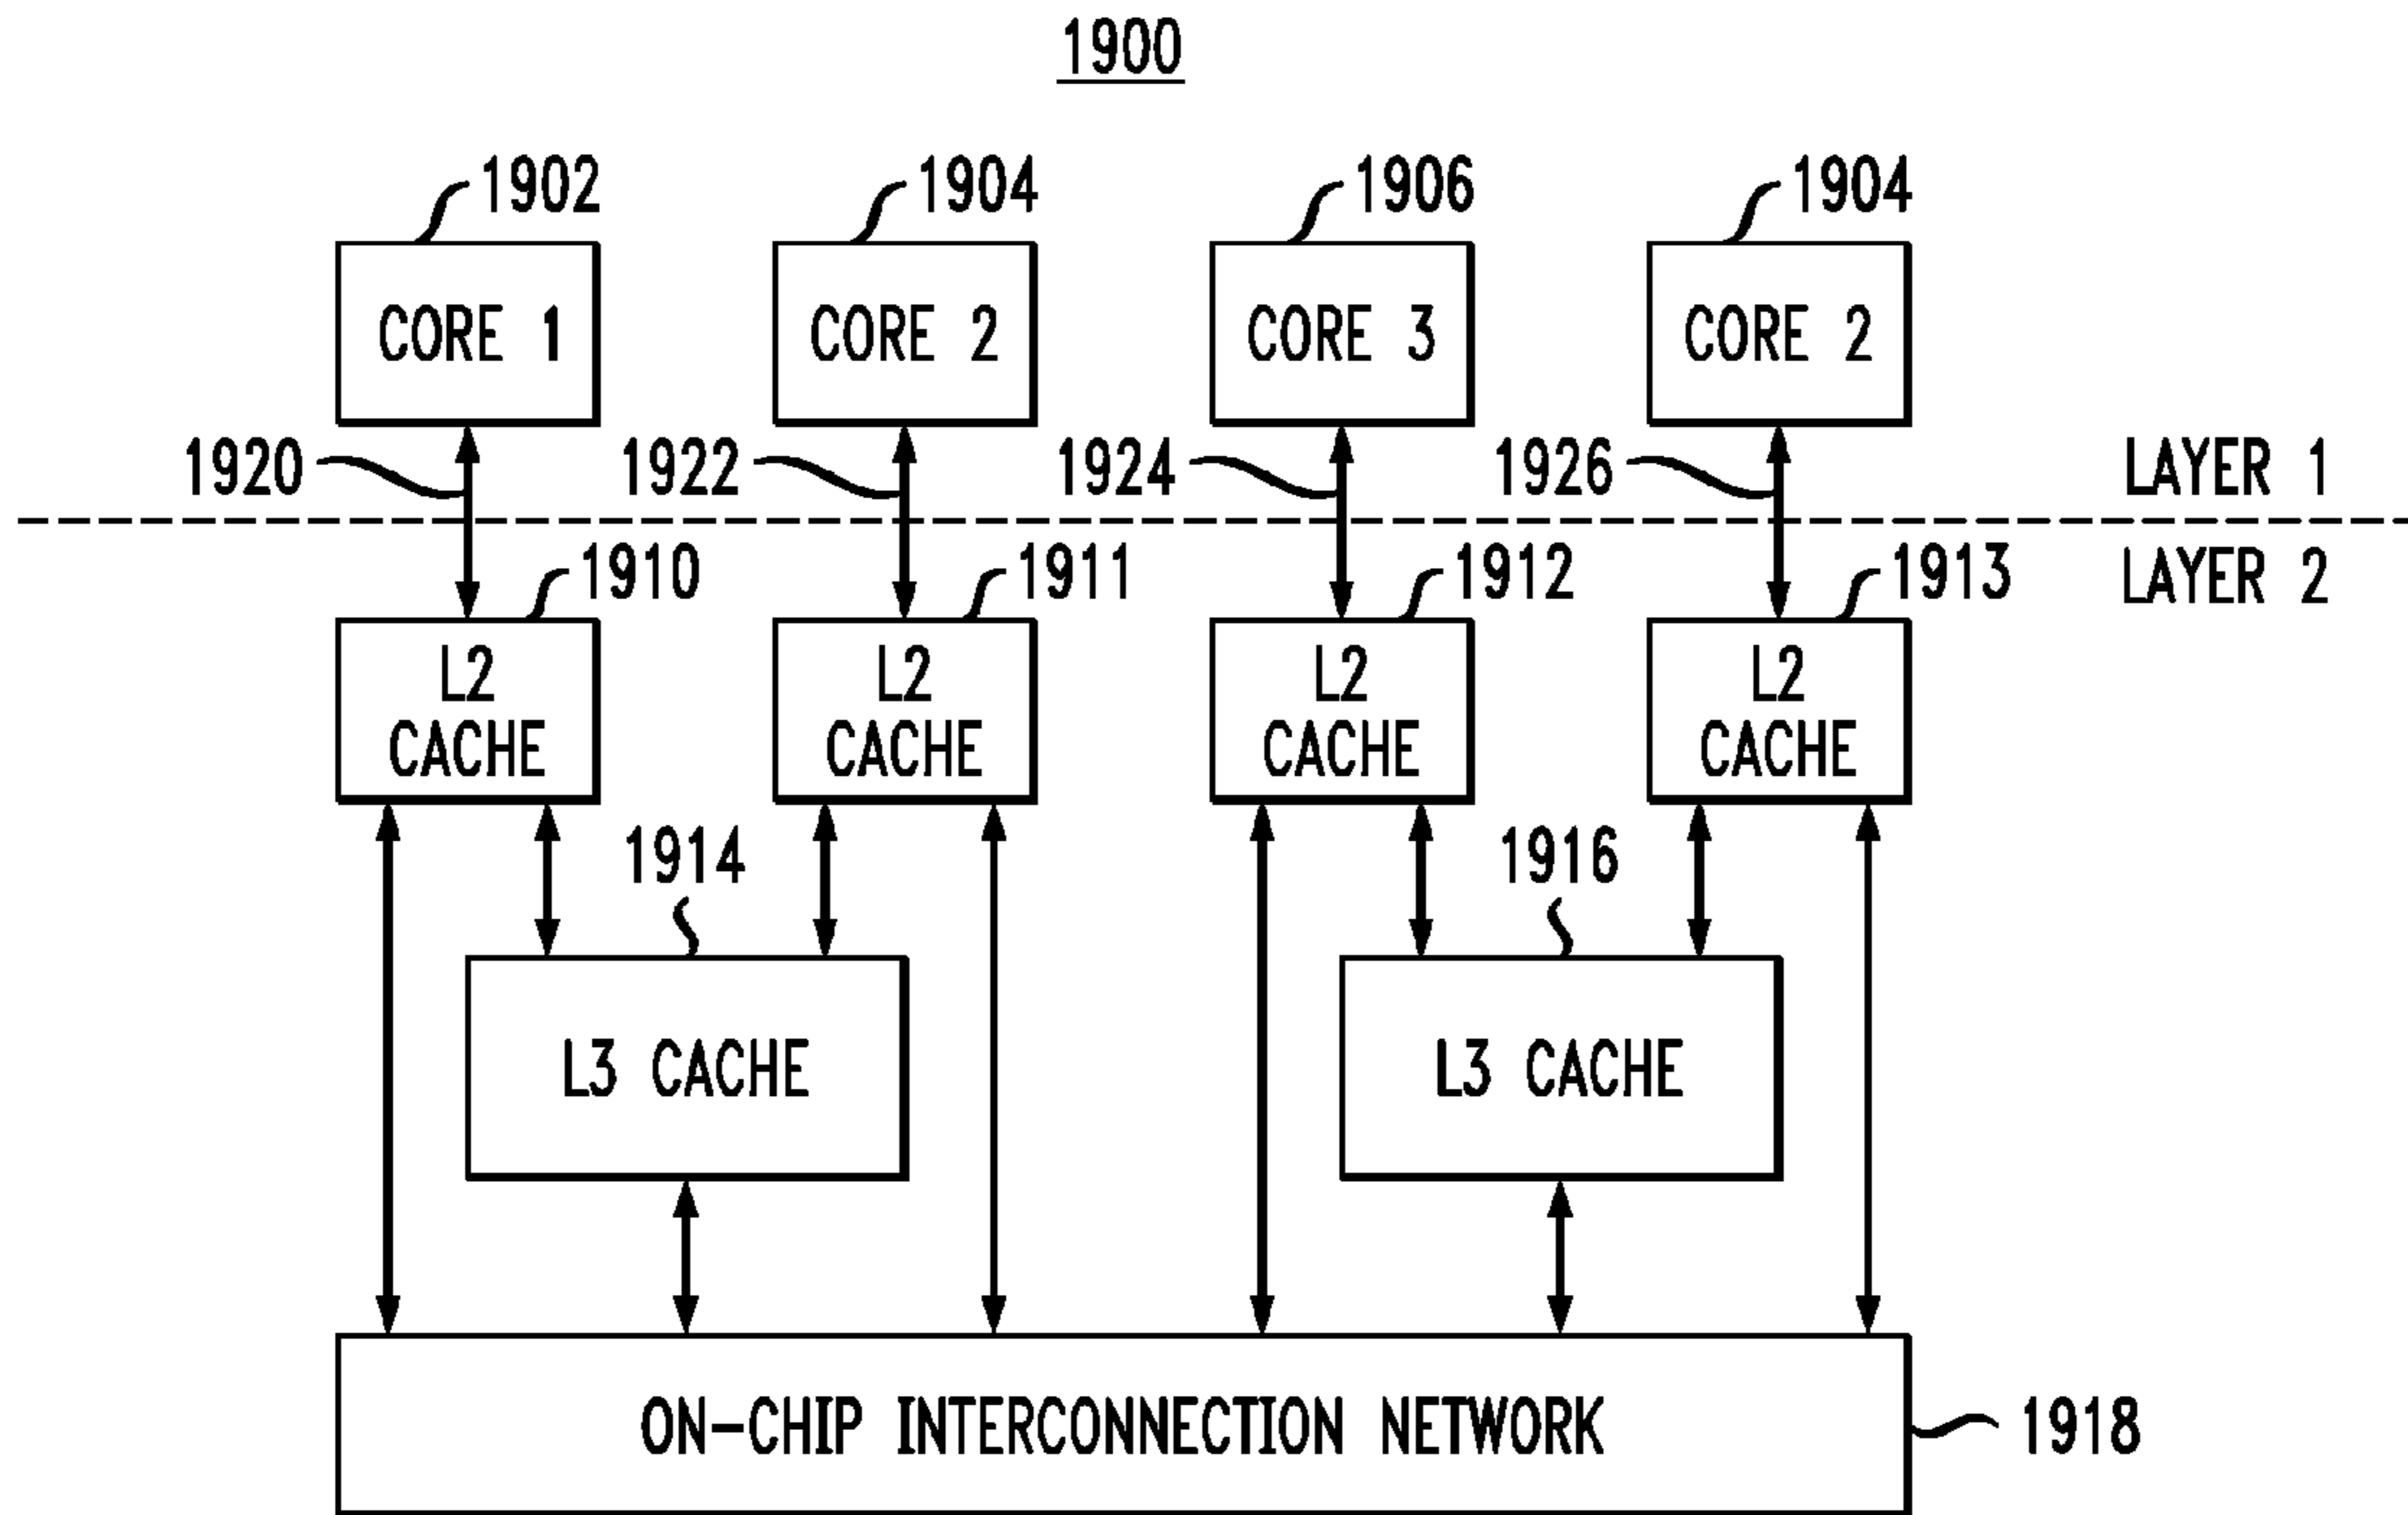 1900
1902
1904
1906
1904
CORE 1
CORE 2
CORE 3
CORE 2
1920
1922
1924
1926
LAYER 1
LAYER 2
1910
1911
1912
1913
L2
CACHE
L2
CACHE
L2
CACHE
L2
CACHE
1914
1916
L3 CACHE
L3 CACHE
ON-CHIP INTERCONNECTION NETWORK
1918